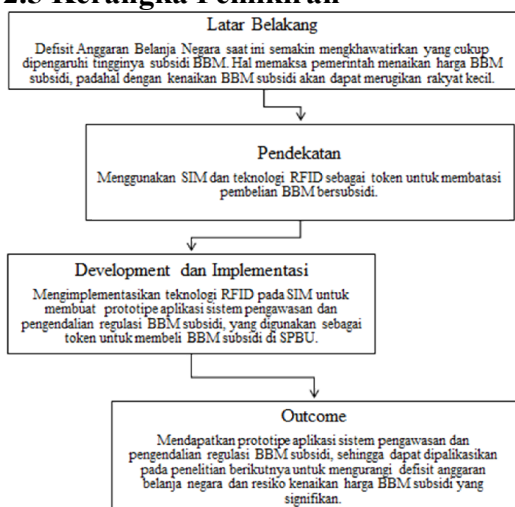 2.3 Kerangka Pemikiran
Latar Belakang
Defisit Anggaran Belanja Negara saat ini semakin mengkhawatirkan yang cukup
dipengaruhi tingginya subsidi BBM. Hal memaksa pemerintah menaikan harga BBM
subsidi, padahal dengan kenaikan BBM subsidi akan dapat merugikan rakyat kecil.
Pendekatan
Menggunakan SIM dan teknologi RFID sebagai token untuk membatasi
pembelian BBM bersubsidi.
Development dan Implementasi
Mengimplementasikan teknologi RFID pada SIM untuk
membuat prototipe aplikasi sistem pengawasan dan
pengendalian regulasi BBM subsidi, yang digunakan sebagai
token untuk membeli BBM subsidi di SPBU.
Outcome
Mendapatkan prototipe aplikasi sistem pengawasan dan
pengendalian regulasi BBM subsidi, sehingga dapat dipalikasikan
pada penelitian berikutnya untuk mengurangi defisit anggaran
belanja negara dan resiko kenaikan harga BBM subsidi yang
signifikan.